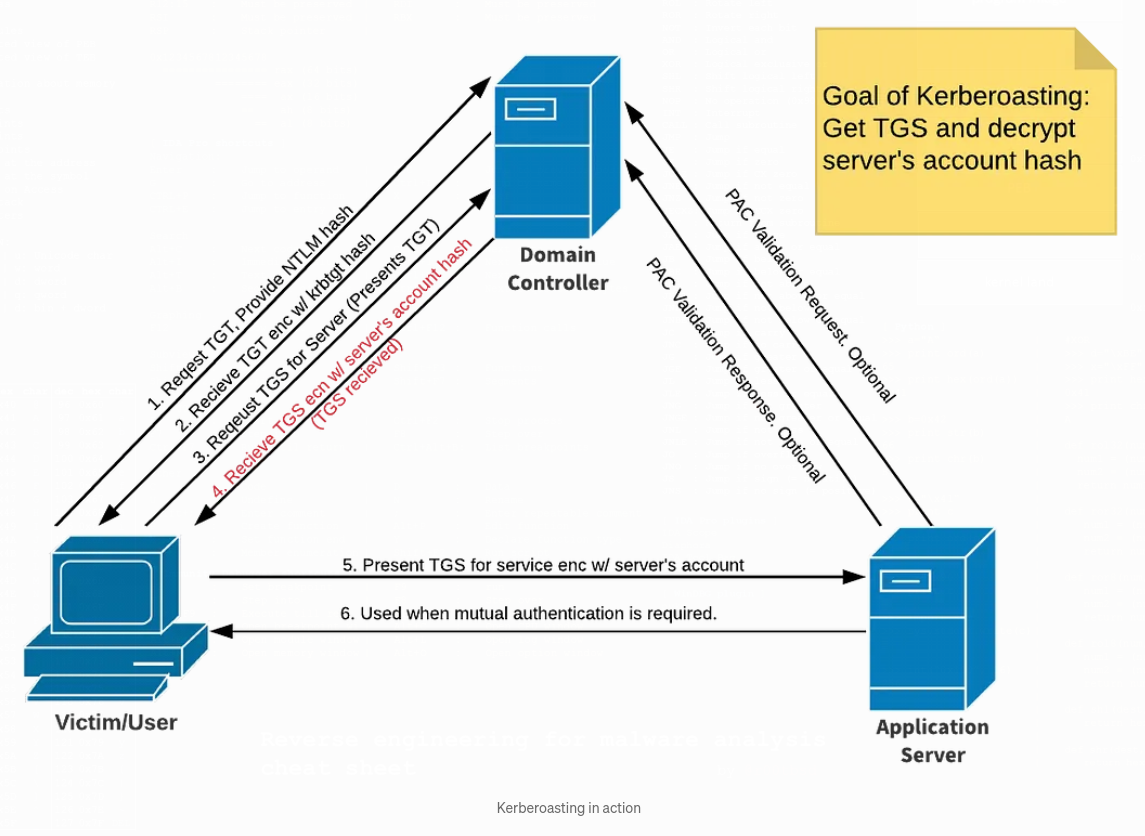 Goal of Kerberoasting:
Get TGS and decrypt
server's account hash
Domain
Controller
1. Reqest TGT, Provide NTLM hash
2. Recieve TGT enc w/ krbtgt hash
3. Reqeust TGS for Server (Presents TGT)
4. Recieve TGS ecn w/ server's account hash
(TGS recieved)
PAC Validation Request. Optional
PAC Validation Response. Optional
5. Present TGS for service enc w/ server's account
6. Used when mutual authentication is required.
Victim/User
Application
Server
Reverse engineering for malware analysis
cheat sheet
Kerberoasting in action